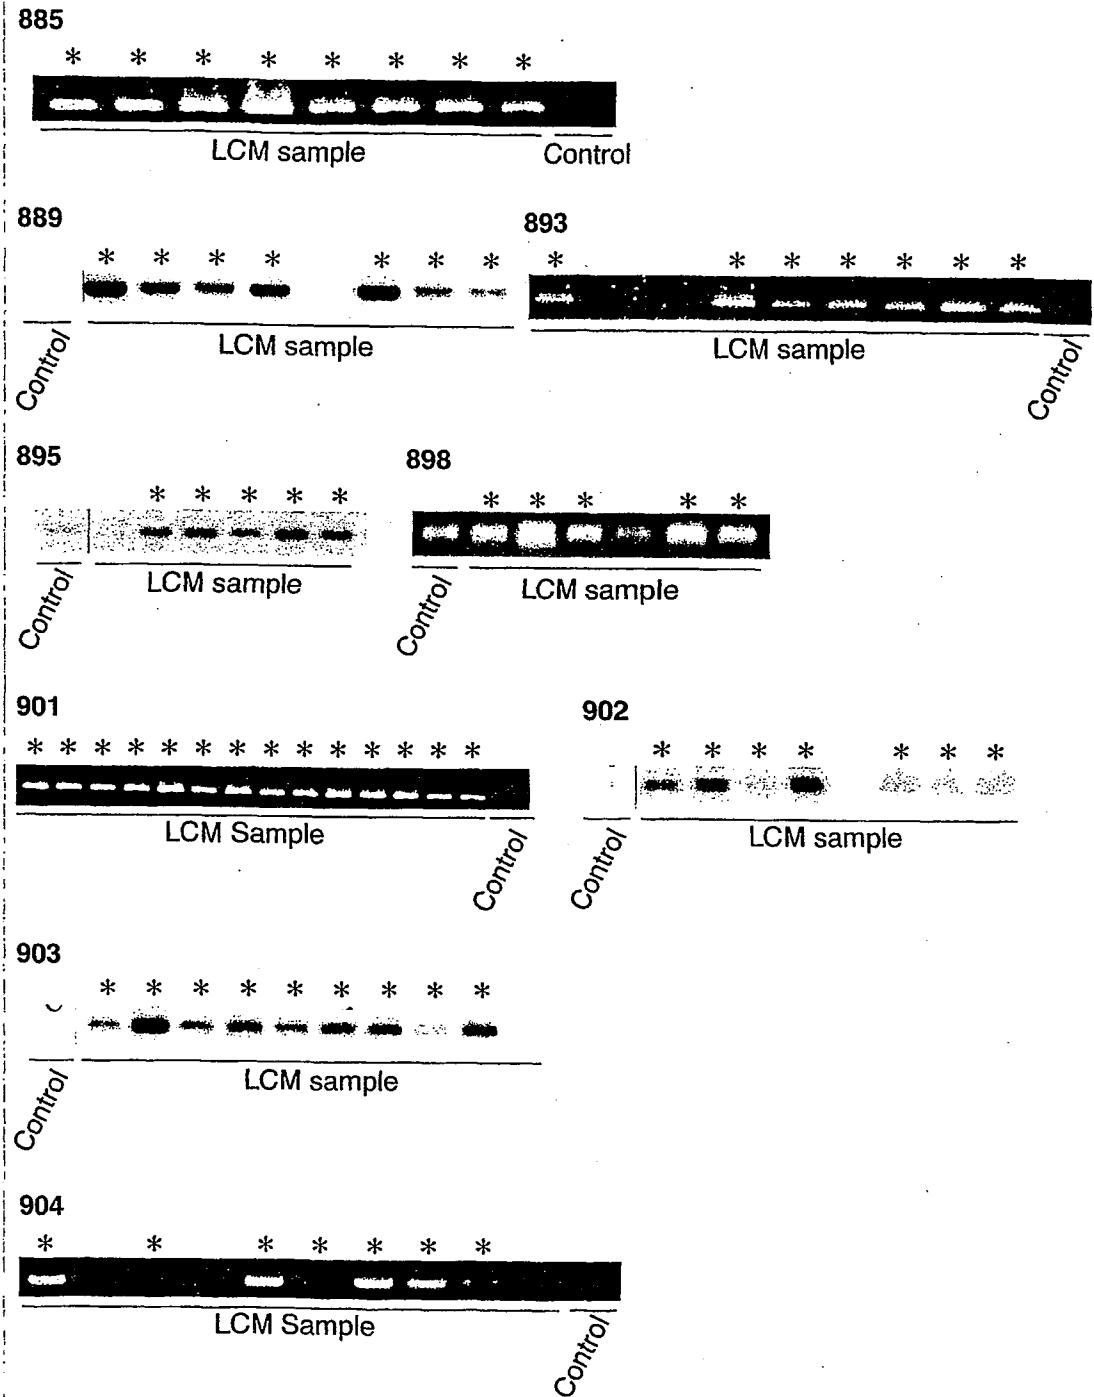 885
* * * * * * * *
LCM sample Control
889 893
* * * * * * * * * * * * * *
LCM sample LCM sample
Control Control
895 898
* * * * * * * * * *
LCM sample LCM sample
Control Control
901 902
* * * * * * * * * * * * * * * * * * * * *
LCM Sample LCM sample
Control Control
903
* * * * * * * * *
LCM sample
Control
904
* * * * * * *
LCM Sample
Control